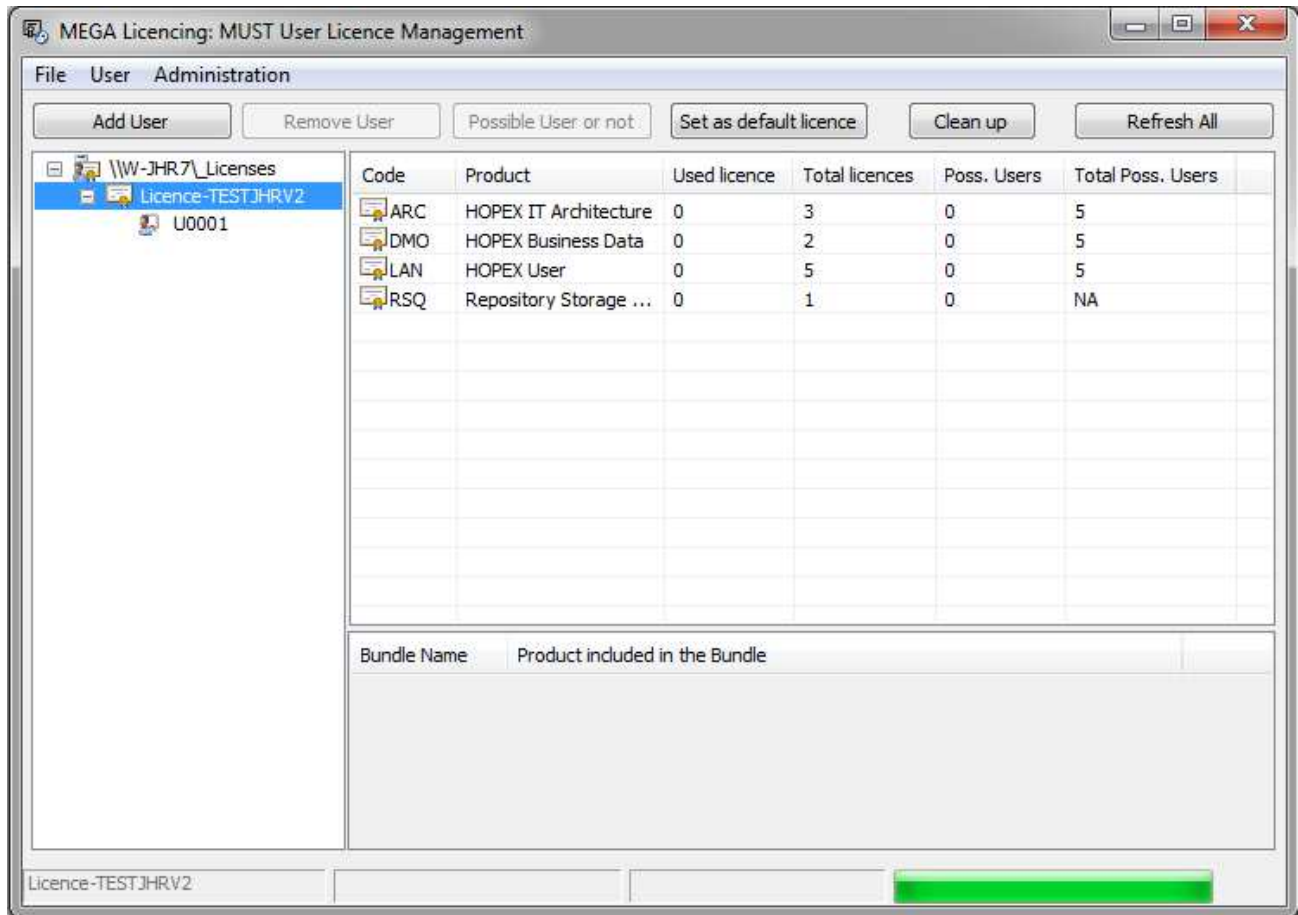 MEGA Licencing: MUST User Licence Management
File User Administration
Add User Remove User Possible User or not Set as default licence Clean up Refresh All
\\W-JHR7\_Licenses
Licence-TESTJHRV2
U0001
Code Product Used licence Total licences Poss. Users Total Poss. Users
ARC HOPEX IT Architecture 0 3 0 5
DMO HOPEX Business Data 0 2 0 5
LAN HOPEX User 0 5 0 5
RSQ Repository Storage ... 0 1 0 NA
Bundle Name Product included in the Bundle
Licence-TESTJHRV2